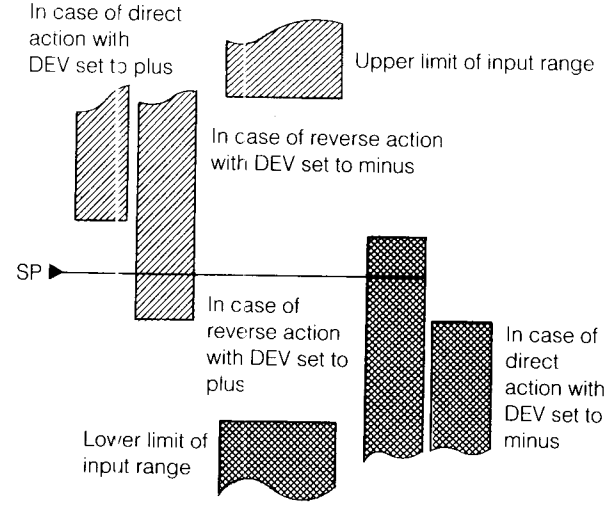 In case of direct
action with
DEV set to plus
Upper limit of input range
In case of reverse action
with DEV set to minus
SP
In case of
reverse action
with DEV set to
plus
In case of
direct
action with
DEV set to
minus
Lower limit of
input range